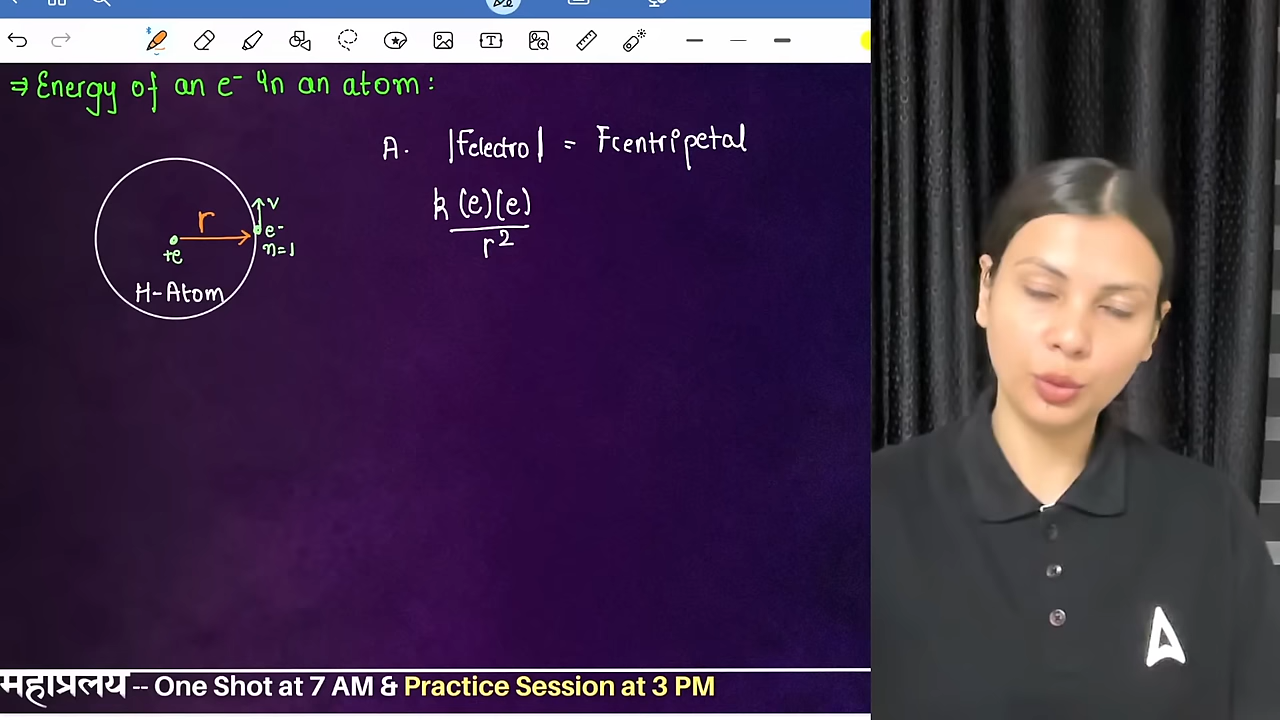 ⇒ Energy of an e⁻ in an atom:
A. |Felectro| = Fcentripetal
k (e)(e)
r²
v
r
e⁻
n=1
+e
H-Atom
महाप्रलय -- One Shot at 7 AM & Practice Session at 3 PM